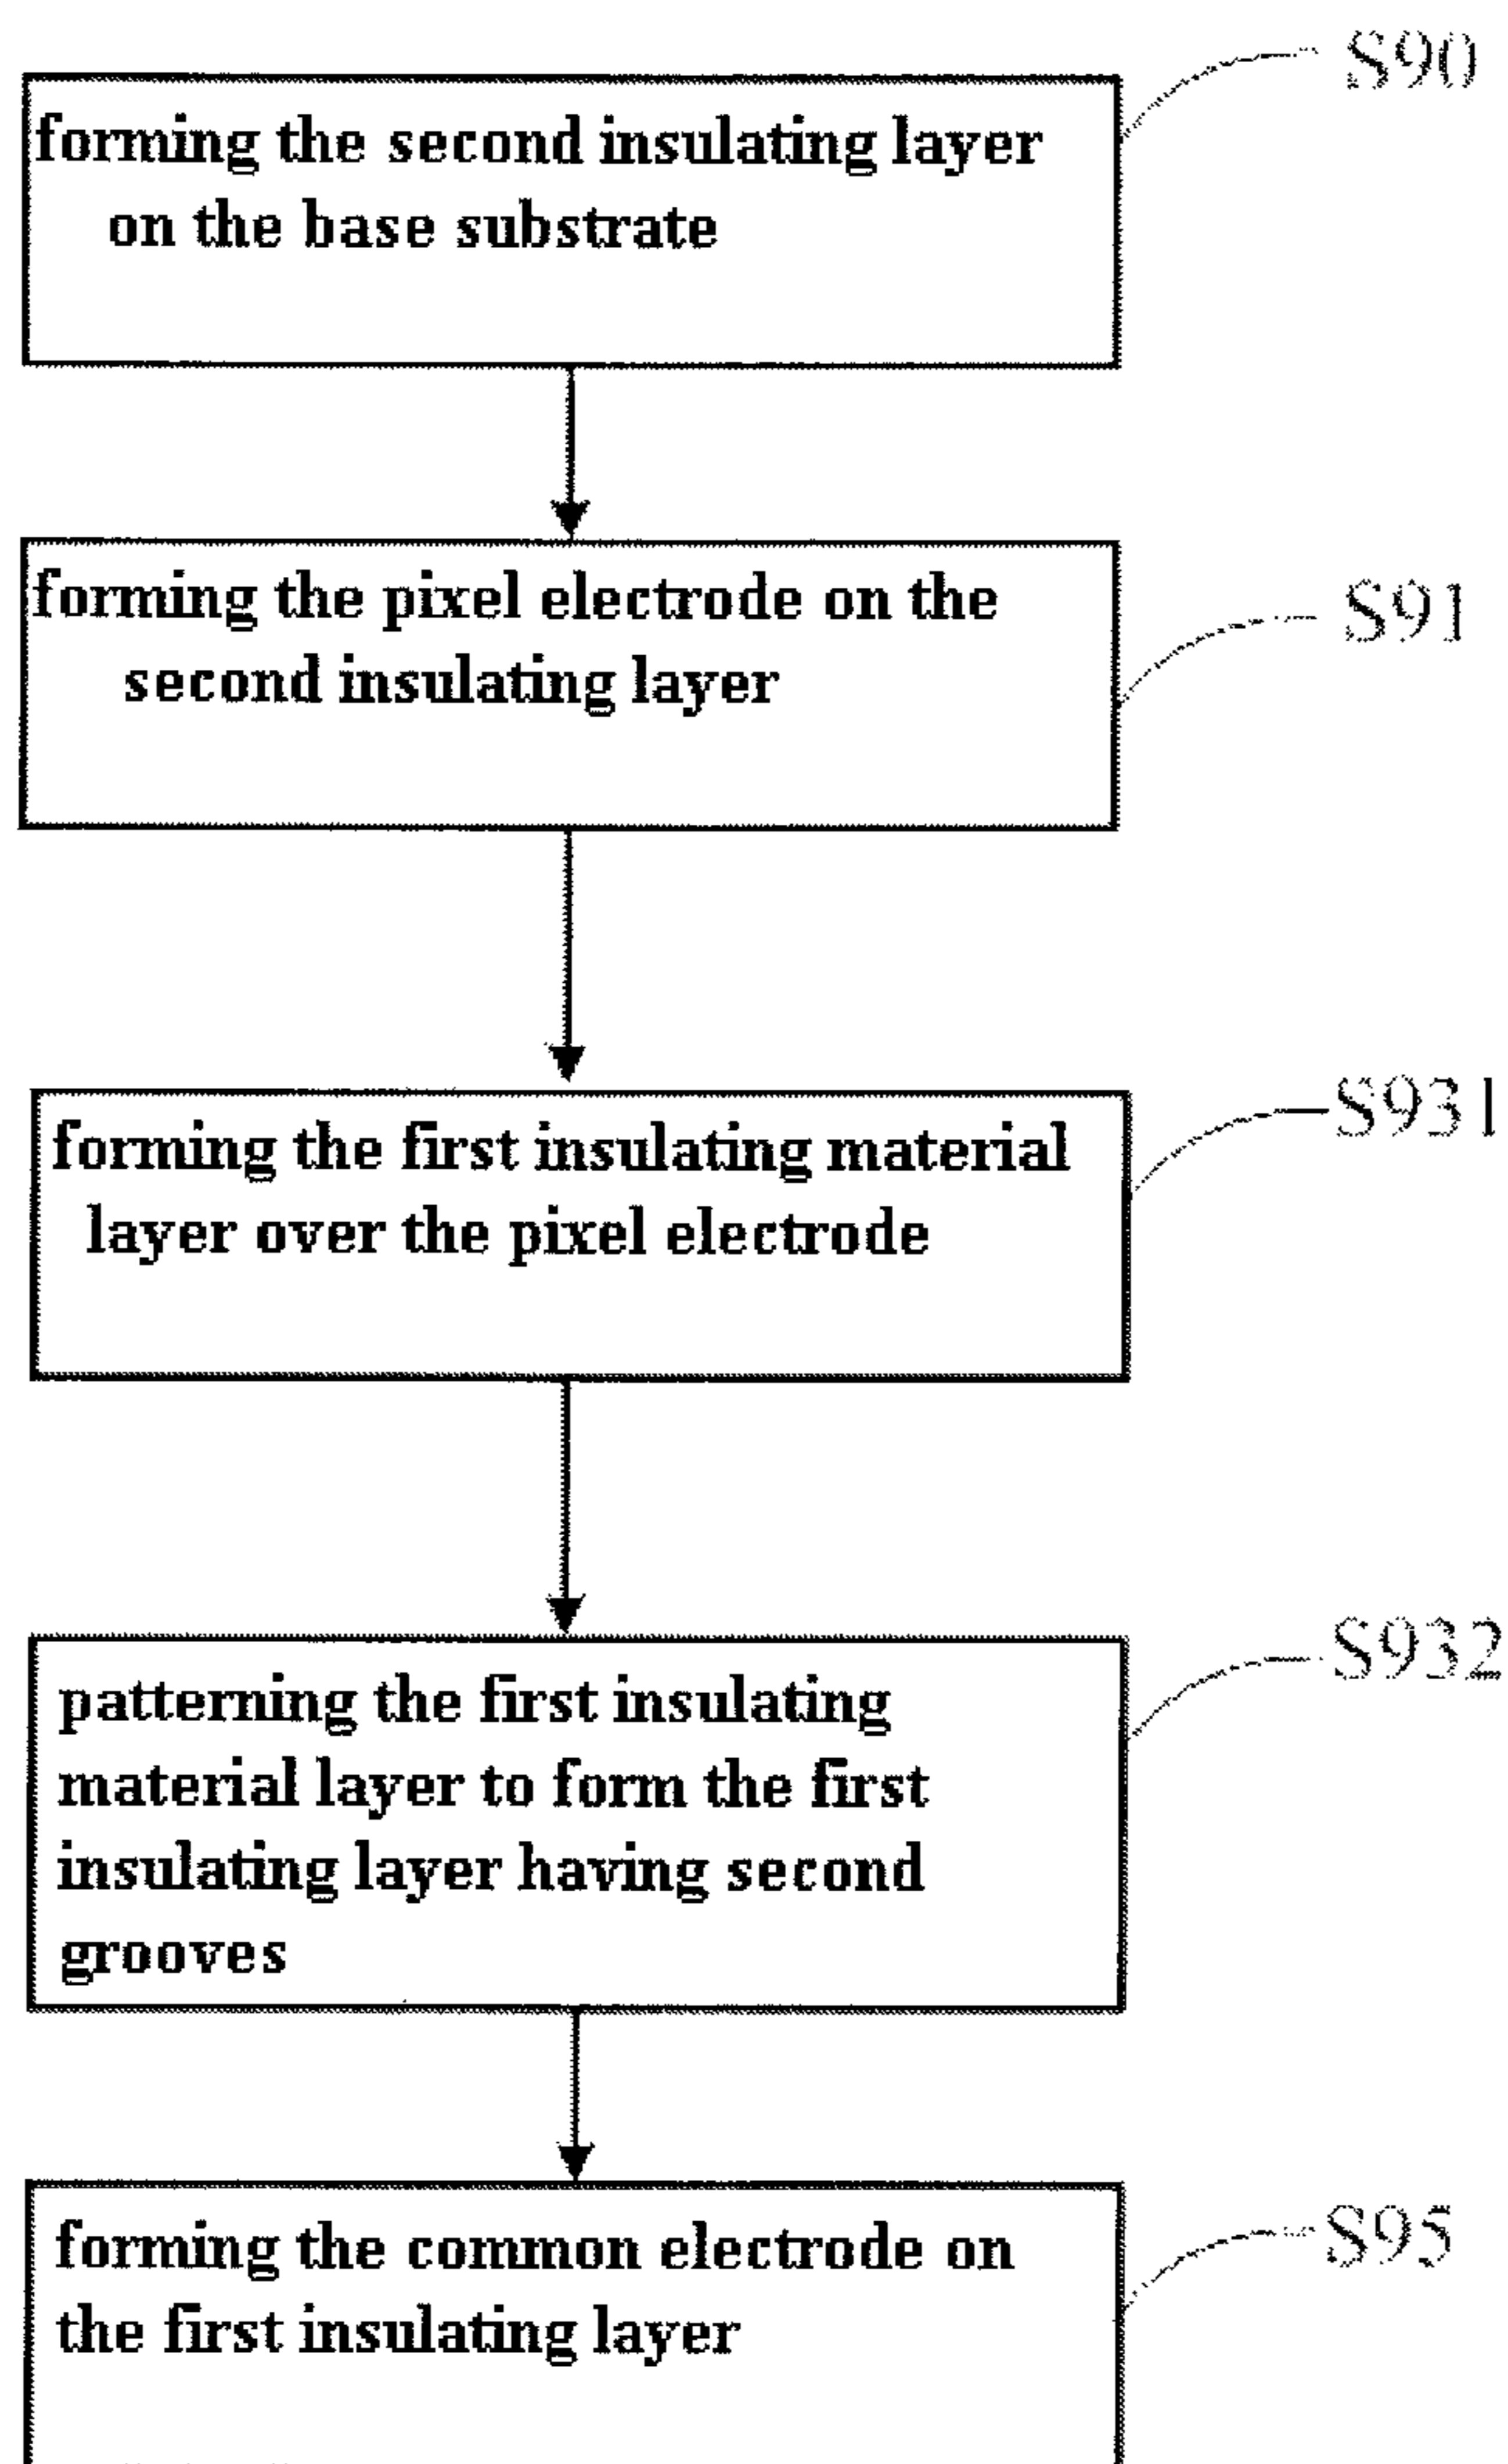 S90
forming the second insulating layer
on the base substrate
forming the pixel electrode on the
second insulating layer
S91
forming the first insulating material
layer over the pixel electrode
S931
patterning the first insulating
material layer to form the first
insulating layer having second
grooves
S932
forming the common electrode on
the first insulating layer
S95